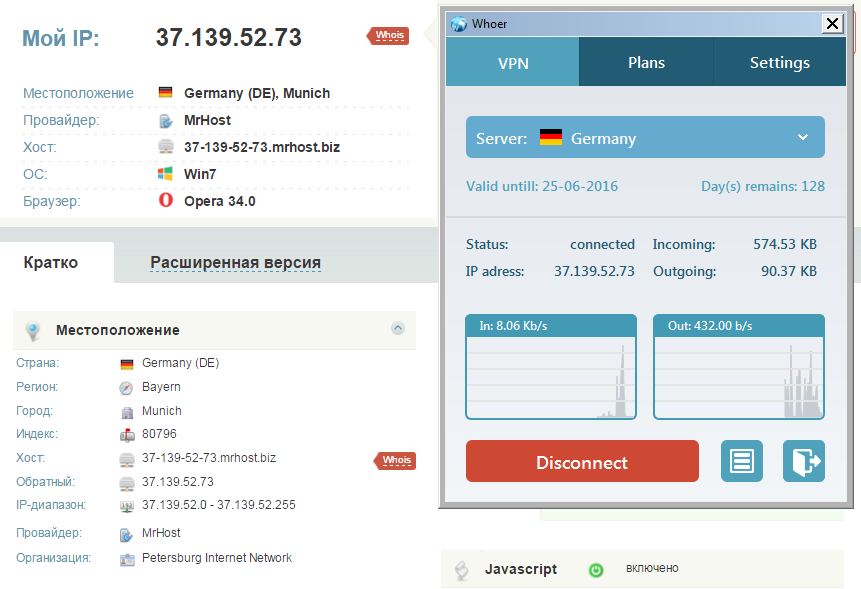 Мой IP: 37.139.52.73 Whois
Местоположение Germany (DE), Munich
Провайдер: MrHost
Хост: 37-139-52-73.mrhost.biz
ОС: Win7
Браузер: Opera 34.0
Кратко Расширенная версия
Местоположение
Страна: Germany (DE)
Регион: Bayern
Город: Munich
Индекс: 80796
Хост: 37-139-52-73.mrhost.biz Whois
Обратный: 37.139.52.73
IP-диапазон: 37.139.52.0 - 37.139.52.255
Провайдер: MrHost
Организация: Petersburg Internet Network
Whoer
VPN Plans Settings
Server: Germany
Valid untill: 25-06-2016 Day(s) remains: 128
Status: connected Incoming: 574.53 KB
IP adress: 37.139.52.73 Outgoing: 90.37 KB
In: 8.06 Kb/s Out: 432.00 b/s
Disconnect
Javascript включено